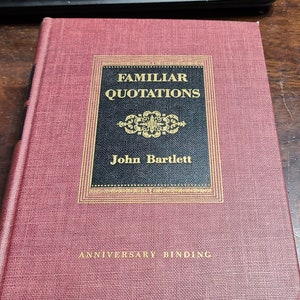 FAMILIAR
QUOTATIONS
John Bartlett
ANNIVERSARY BINDING